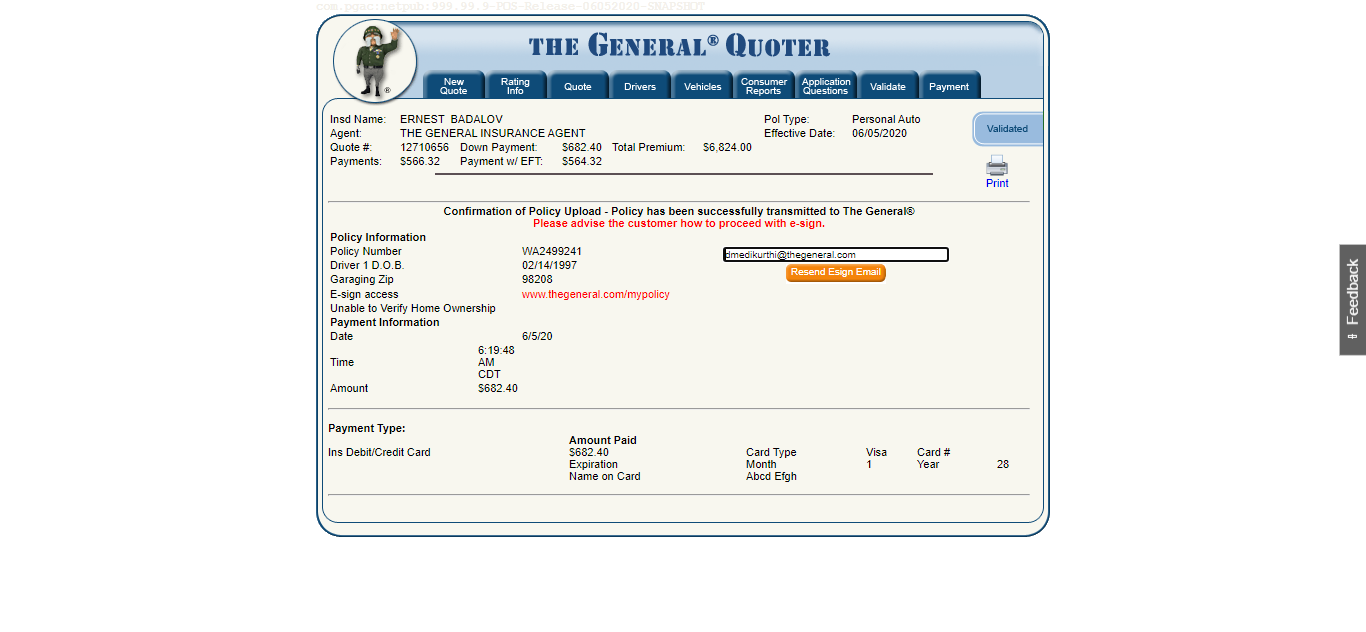 com.pgac:netpub:999.99.9-POS-Release-06052020-SNAPSHOT
THE GENERAL® QUOTER
New Quote
Rating Info
Quote
Drivers
Vehicles
Consumer Reports
Application Questions
Validate
Payment
Insd Name: ERNEST BADALOV Pol Type: Personal Auto
Agent: THE GENERAL INSURANCE AGENT Effective Date: 06/05/2020
Validated
Quote #: 12710656 Down Payment: $682.40 Total Premium: $6,824.00
Payments: $566.32 Payment w/ EFT: $564.32
Print
Confirmation of Policy Upload - Policy has been successfully transmitted to The General®
Please advise the customer how to proceed with e-sign.
Policy Information
Policy Number WA2499241 dmedikurthi@thegeneral.com
Driver 1 D.O.B. 02/14/1997
Resend Esign Email
Garaging Zip 98208
E-sign access www.thegeneral.com/mypolicy
Unable to Verify Home Ownership
Payment Information
Date 6/5/20
6:19:48
Time AM
CDT
Amount $682.40
Payment Type:
Amount Paid
Ins Debit/Credit Card $682.40 Card Type Visa Card #
Expiration Month 1 Year 28
Name on Card Abcd Efgh
Feedback